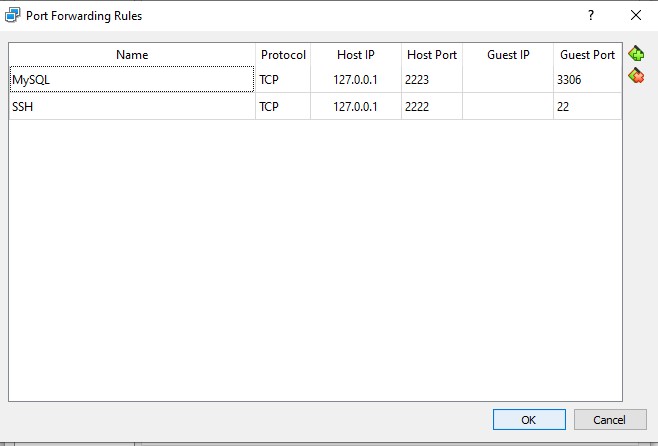 Port Forwarding Rules
Name Protocol Host IP Host Port Guest IP Guest Port
MySQL TCP 127.0.0.1 2223 3306
SSH TCP 127.0.0.1 2222 22
OK Cancel